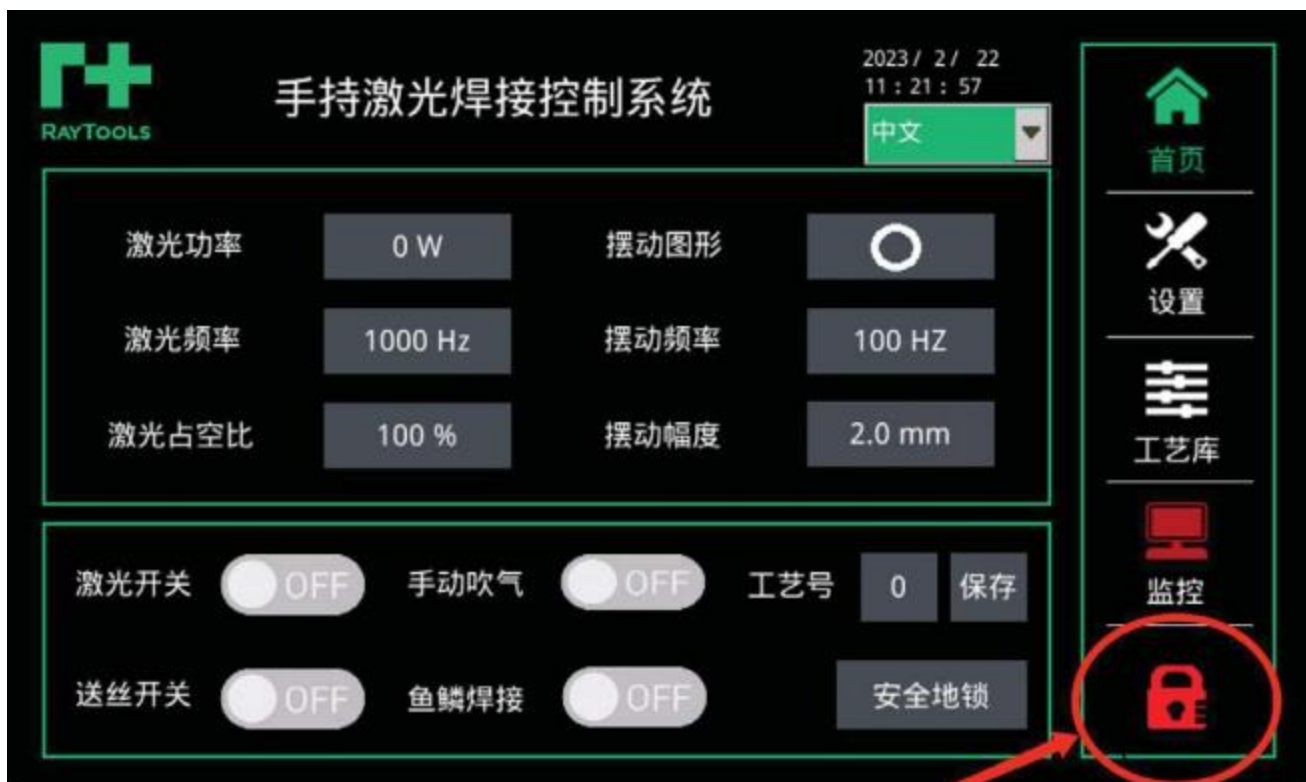 RAYTOOLS
手持激光焊接控制系统
2023 / 2 / 22
11 : 21 : 57
中文
首页
激光功率 0 W 摆动图形
设置
激光频率 1000 Hz 摆动频率 100 HZ
激光占空比 100 % 摆动幅度 2.0 mm
工艺库
激光开关 OFF 手动吹气 OFF 工艺号 0 保存
监控
送丝开关 OFF 鱼鳞焊接 OFF 安全地锁